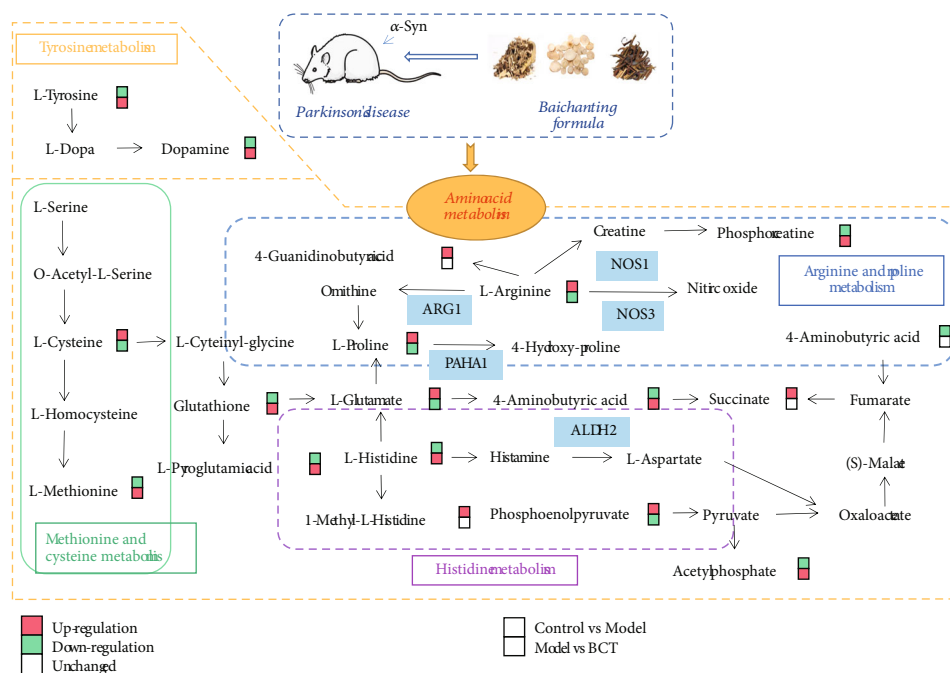 Tyrosine metabolism
α-Syn
Parkinson's disease
Baichanting
formula
L-Tyrosine
L-Dopa
Dopamine
Amino acid
metabolism
L-Serine
O-Acetyl-L-Serine
L-Cysteine
L-Homocysteine
L-Methionine
Methionine and
cysteine metabolis
L-Cyteinyl-glycine
Glutathione
L-Pyroglutamic acid
4-Guanidinobutyric acid
Creatine
Phosphocreatine
NOS1
Arginine and proline
metabolism
Ornithine
L-Arginine
Nitirc oxide
ARG1
NOS3
L-Proline
4-Hydroxy-proline
4-Aminobutyric acid
PAHA1
L-Glutamate
4-Aminobutyric acid
Succinate
Fumarate
ALDH2
L-Histidine
Histamine
L-Aspartate
(S)-Malate
1-Methyl-L-Histidine
Phosphoenolpyruvate
Pyruvate
Oxaloacetate
Histidine metabolism
Acetylphosphate
Up-regulation
Down-regulation
Unchanged
Control vs Model
Model vs BCT